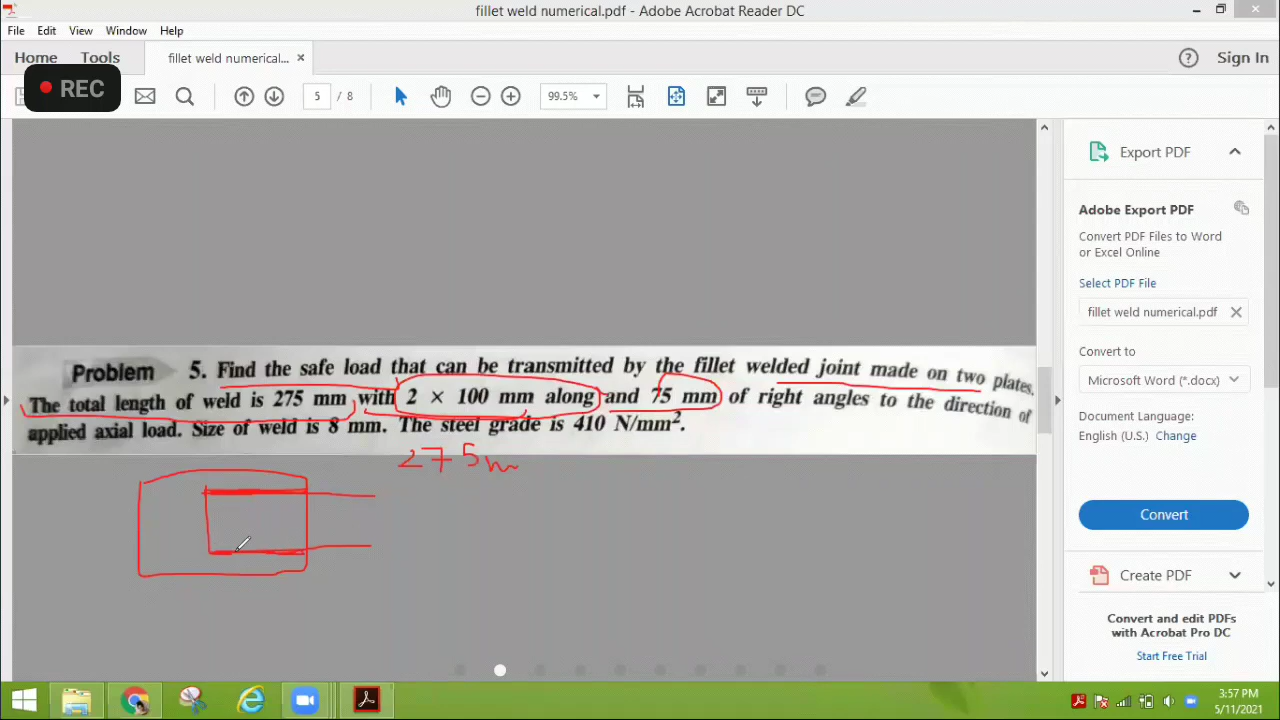 fillet weld numerical.pdf - Adobe Acrobat Reader DC
File Edit View Window Help
Home Tools fillet weld numerical... × Sign In
REC
5 / 8 99.5%
Export PDF
Adobe Export PDF
Convert PDF Files to Word
or Excel Online
Select PDF File
fillet weld numerical.pdf ×
Convert to
Microsoft Word (*.docx)
Document Language:
English (U.S.) Change
Convert
Create PDF
Convert and edit PDFs
with Acrobat Pro DC
Start Free Trial
Problem 5. Find the safe load that can be transmitted by the fillet welded joint made on two plates.
The total length of weld is 275 mm with 2 × 100 mm along and 75 mm of right angles to the direction of
applied axial load. Size of weld is 8 mm. The steel grade is 410 N/mm².
275m
3:57 PM
5/11/2021